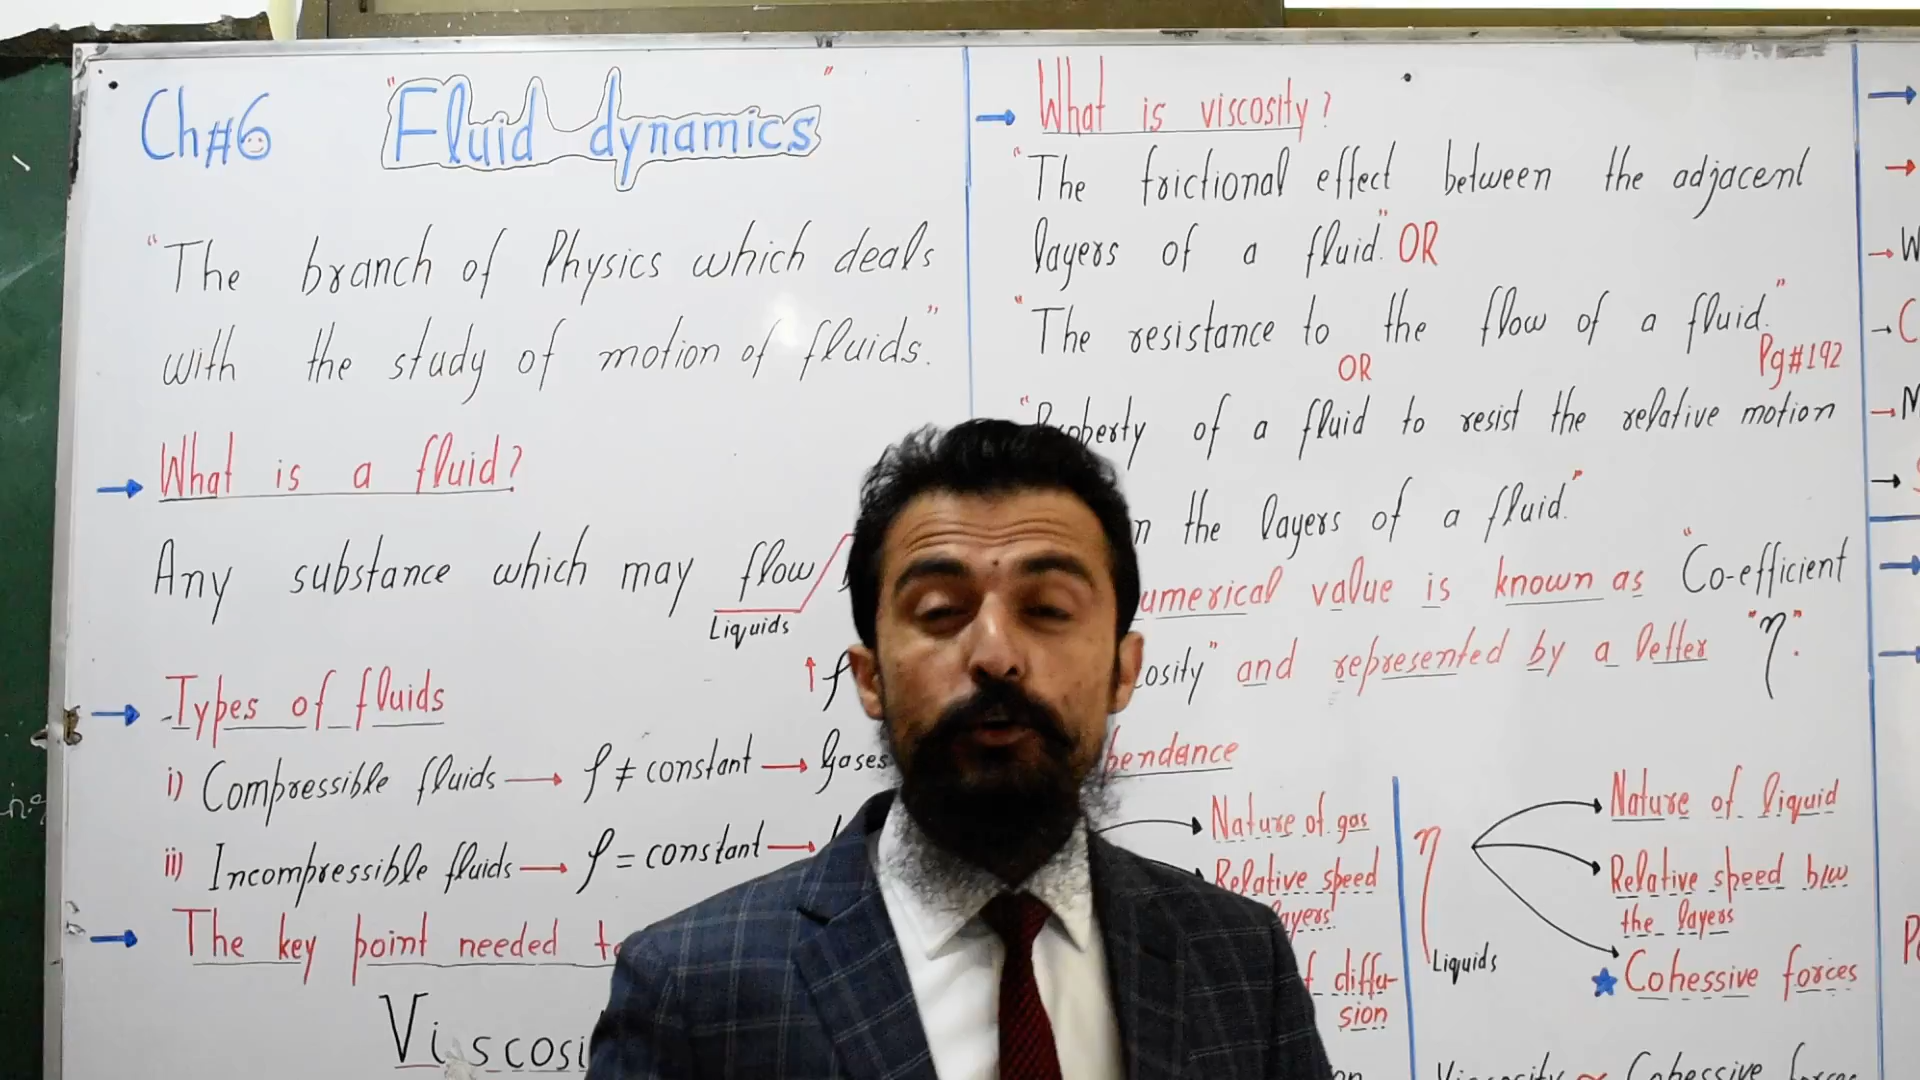 Ch#6 "Fluid dynamics"
"The branch of Physics which deals
with the study of motion of fluids."
→ What is a fluid?
Any substance which may flow
Liquids
↑ ρ
→ Types of fluids
i) Compressible fluids → ρ ≠ constant → Gases
ii) Incompressible fluids → ρ = constant →
→ The key point needed
→ What is viscosity?
"The frictional effect between the adjacent
layers of a fluid." OR
"The resistance to the flow of a fluid."
OR Pg#192
"Property of a fluid to resist the relative motion
the layers of a fluid."
value is known as "Co-efficient
and represented by a letter "η".
Nature of gas
Relative speed
diffu-
sion
η
Liquids
Nature of liquid
Relative speed b/w
the layers
Cohessive forces
Viscosity ∝ Cohessive forces